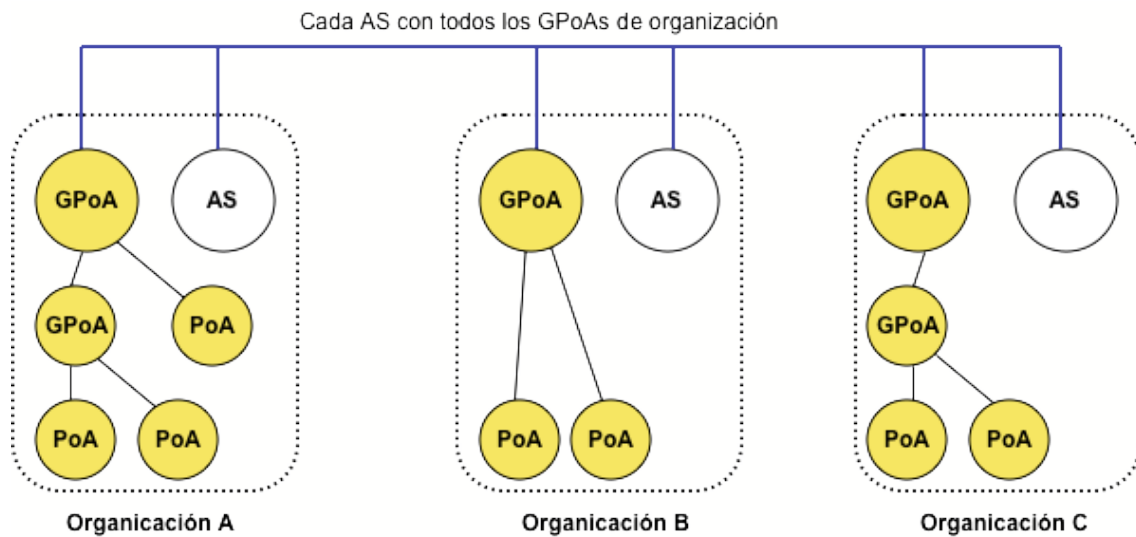 Cada AS con todos los GPoAs de organización
GPoA AS GPoA AS GPoA AS
GPoA PoA GPoA
PoA PoA PoA PoA PoA PoA
Organicación A Organicación B Organicación C